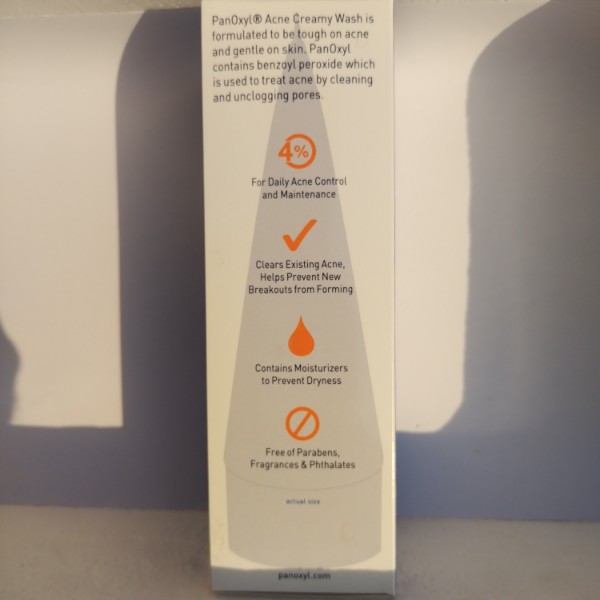 PanOxyl® Acne Creamy Wash is
formulated to be tough on acne
and gentle on skin. PanOxyl
contains benzoyl peroxide which
is used to treat acne by cleaning
and unclogging pores.
4%
For Daily Acne Control
and Maintenance
Clears Existing Acne,
Helps Prevent New
Breakouts from Forming
Contains Moisturizers
to Prevent Dryness
Free of Parabens,
Fragrances & Phthalates
actual size
panoxyl.com